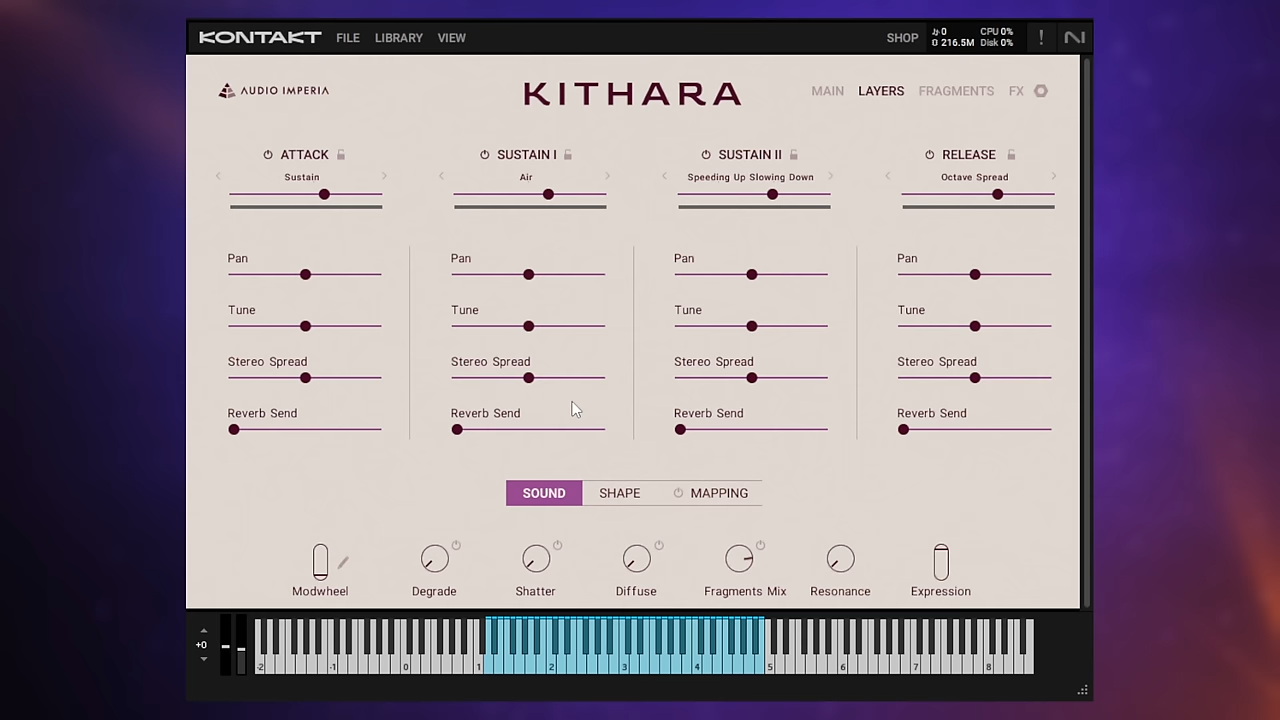 KONTAKT FILE LIBRARY VIEW SHOP 0 CPU 0%
216.5M Disk 0%
AUDIO IMPERIA KITHARA MAIN LAYERS FRAGMENTS FX
ATTACK SUSTAIN I SUSTAIN II RELEASE
Sustain Air Speeding Up Slowing Down Octave Spread
Pan Pan Pan Pan
Tune Tune Tune Tune
Stereo Spread Stereo Spread Stereo Spread Stereo Spread
Reverb Send Reverb Send Reverb Send Reverb Send
SOUND SHAPE MAPPING
Modwheel Degrade Shatter Diffuse Fragments Mix Resonance Expression
+0
-2 -1 0 1 2 3 4 5 6 7 8